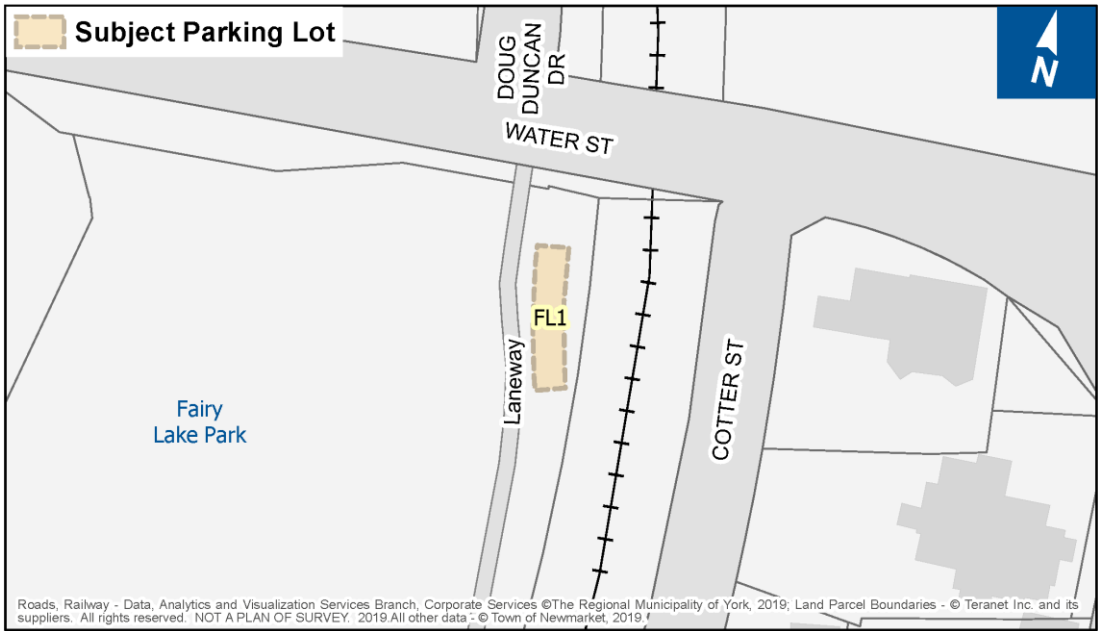 Subject Parking Lot
N
DOUG
DUNCAN
DR
WATER ST
FL1
Laneway
COTTER ST
Fairy
Lake Park
Roads, Railway - Data, Analytics and Visualization Services Branch, Corporate Services ©The Regional Municipality of York, 2019; Land Parcel Boundaries - © Teranet Inc. and its
suppliers. All rights reserved. NOT A PLAN OF SURVEY. 2019.All other data - © Town of Newmarket, 2019.